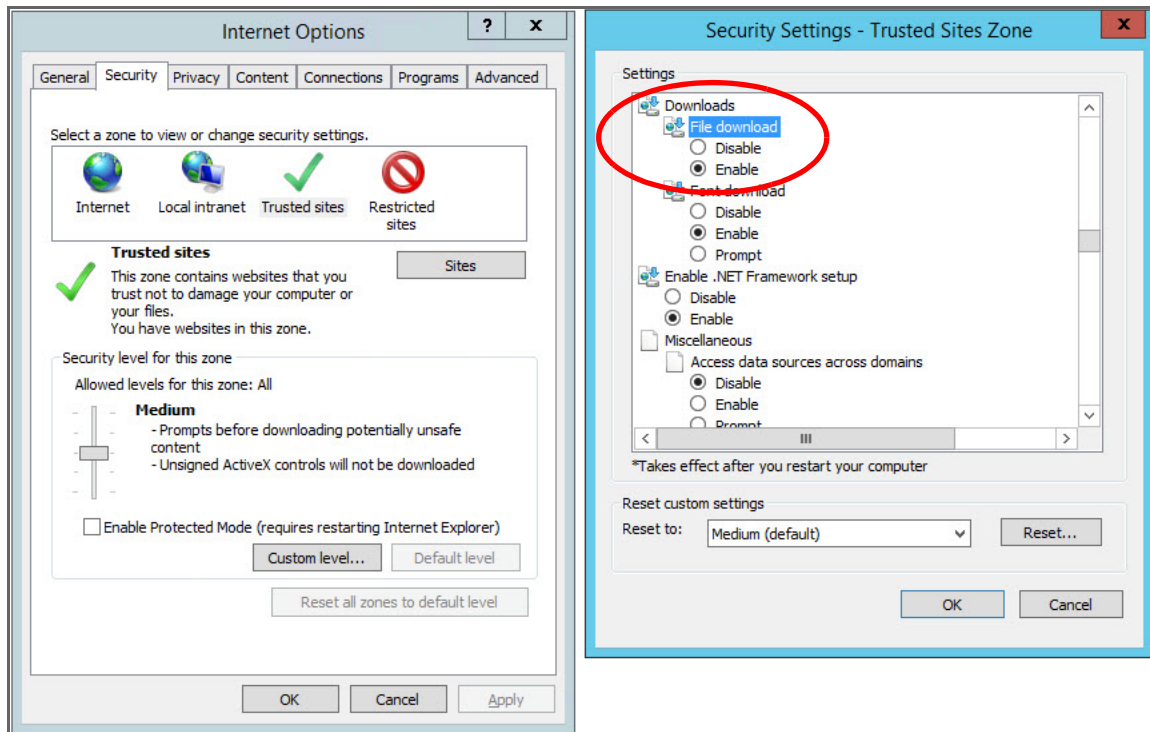 Internet Options
?
x
General Security Privacy Content Connections Programs Advanced
Select a zone to view or change security settings.
Internet
Local intranet
Trusted sites
Restricted
sites
Trusted sites
Sites
This zone contains websites that you
trust not to damage your computer or
your files.
You have websites in this zone.
Security level for this zone
Allowed levels for this zone: All
Medium
- Prompts before downloading potentially unsafe
content
- Unsigned ActiveX controls will not be downloaded
Enable Protected Mode (requires restarting Internet Explorer)
Custom level...
Default level
Reset all zones to default level
OK
Cancel
Apply
Security Settings - Trusted Sites Zone
x
Settings
Downloads
File download
Disable
Enable
Font download
Disable
Enable
Prompt
Enable .NET Framework setup
Disable
Enable
Miscellaneous
Access data sources across domains
Disable
Enable
Prompt
*Takes effect after you restart your computer
Reset custom settings
Reset to:
Medium (default)
Reset...
OK
Cancel